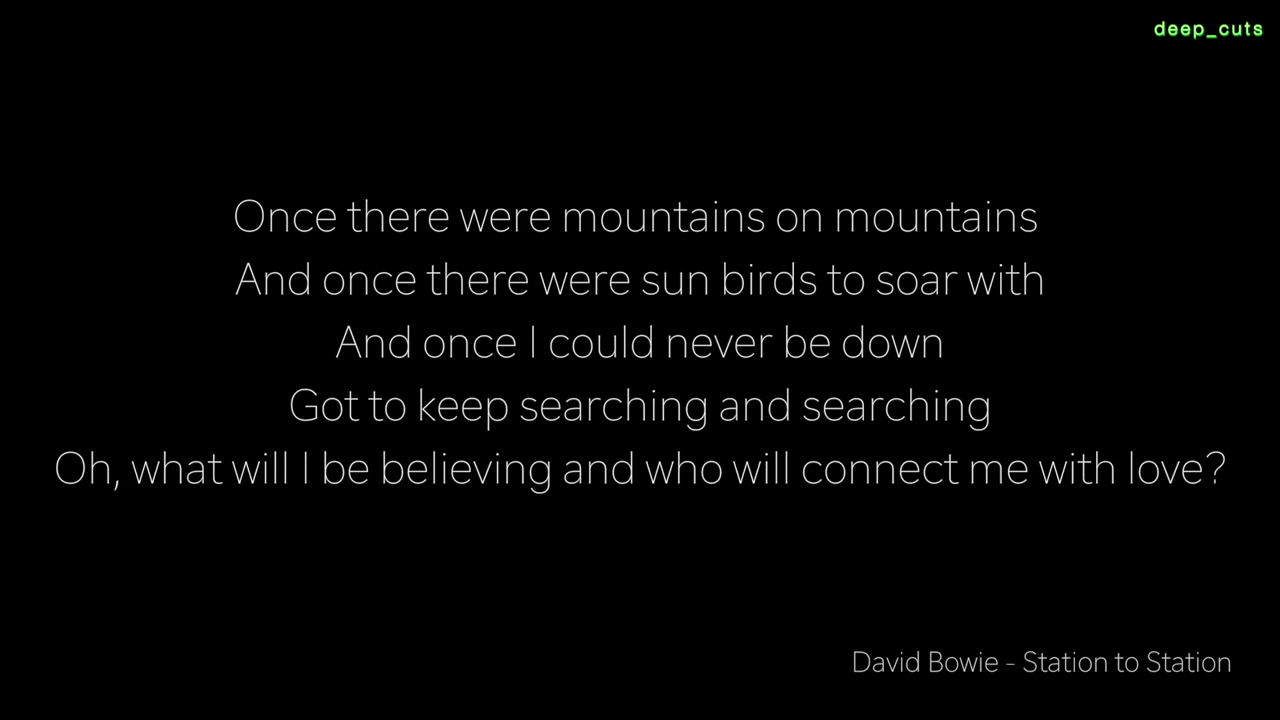 deep_cuts
Once there were mountains on mountains
And once there were sun birds to soar with
And once I could never be down
Got to keep searching and searching
Oh, what will I be believing and who will connect me with love?
David Bowie - Station to Station